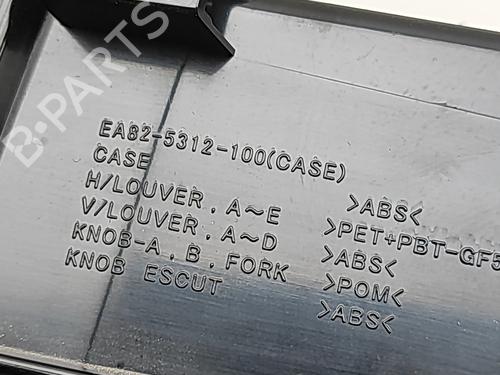 EA82-5312-100(CASE)
CASE >ABS<
H/LOUVER, A~E >PET+PBT-GF5
V/LOUVER, A~D >ABS<
KNOB-A, B, FORK >POM<
KNOB ESCUT >ABS<
B-PARTS